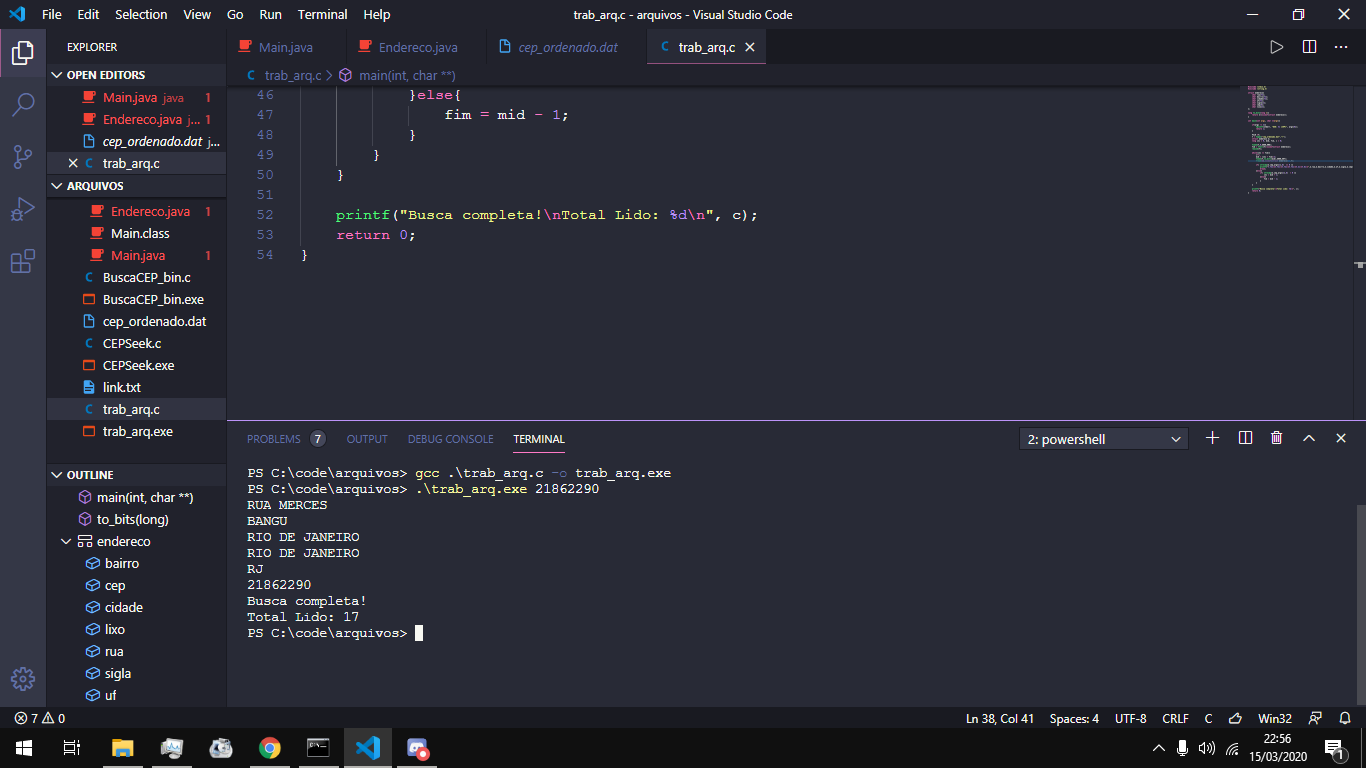 File Edit Selection View Go Run Terminal Help
trab_arq.c - arquivos - Visual Studio Code
EXPLORER
OPEN EDITORS
Main.java java 1
Endereco.java j... 1
cep_ordenado.dat j...
trab_arq.c
ARQUIVOS
Endereco.java 1
Main.class
Main.java 1
BuscaCEP_bin.c
BuscaCEP_bin.exe
cep_ordenado.dat
CEPSeek.c
CEPSeek.exe
link.txt
trab_arq.c
trab_arq.exe
OUTLINE
main(int, char **)
to_bits(long)
endereco
bairro
cep
cidade
lixo
rua
sigla
uf
Main.java Endereco.java cep_ordenado.dat C trab_arq.c
C trab_arq.c > main(int, char **)
46 }else{
47 fim = mid - 1;
48 }
49 }
50 }
51
52 printf("Busca completa!\nTotal Lido: %d\n", c);
53 return 0;
54 }
PROBLEMS 7 OUTPUT DEBUG CONSOLE TERMINAL 2: powershell
PS C:\code\arquivos> gcc .\trab_arq.c -o trab_arq.exe
PS C:\code\arquivos> .\trab_arq.exe 21862290
RUA MERCES
BANGU
RIO DE JANEIRO
RIO DE JANEIRO
RJ
21862290
Busca completa!
Total Lido: 17
PS C:\code\arquivos>
7 0 Ln 38, Col 41 Spaces: 4 UTF-8 CRLF C Win32
22:56
15/03/2020
1